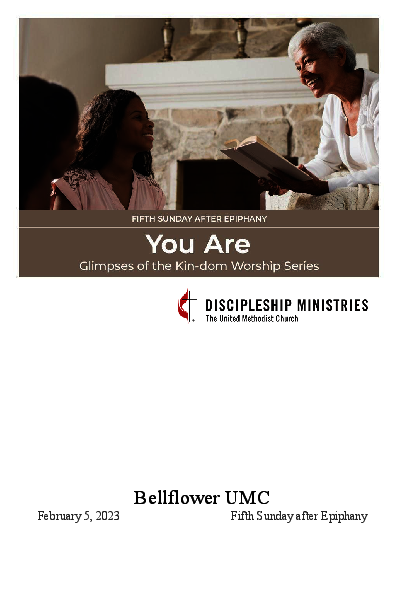 FIFTH SUNDAY AFTER EPIPHANY
You Are
Glimpses of the Kin-dom Worship Series
DISCIPLESHIP MINISTRIES
The United Methodist Church
Bellflower UMC
February 5, 2023 Fifth Sunday after Epiphany